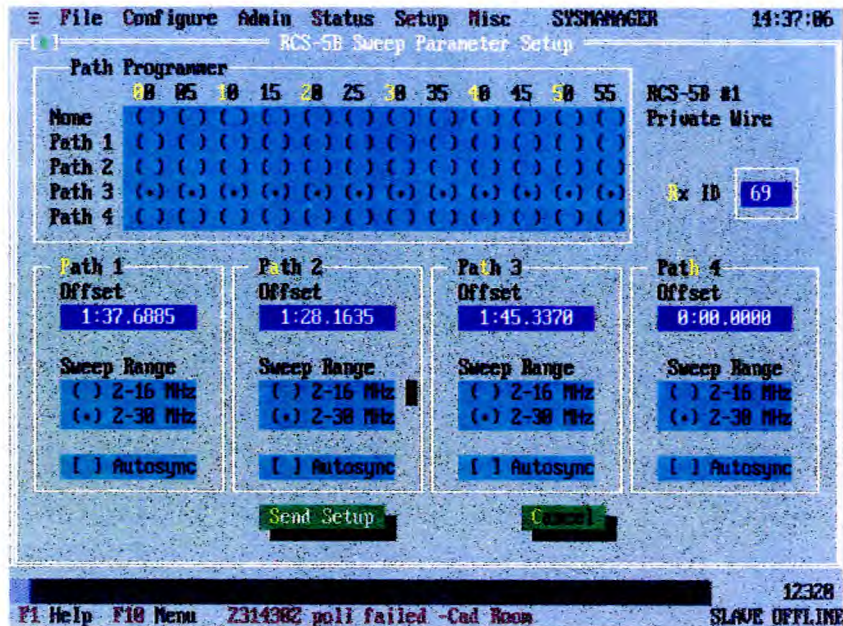 ≡ File Configure Admin Status Setup Misc SYSMANAGER 14:37:06
RCS-5B Sweep Parameter Setup
Path Programmer
00 05 10 15 20 25 30 35 40 45 50 55
RCS-5B #1
None ( ) ( ) ( ) ( ) ( ) ( ) ( ) ( ) ( ) ( ) ( ) ( )
Private Wire
Path 1 ( ) ( ) ( ) ( ) ( ) ( ) ( ) ( ) ( ) ( ) ( ) ( )
Path 2 ( ) ( ) ( ) ( ) ( ) ( ) ( ) ( ) ( ) ( ) ( ) ( )
Path 3 (•) (•) (•) (•) (•) (•) (•) (•) (•) (•) (•) (•)
Rx ID 69
Path 4 ( ) ( ) ( ) ( ) ( ) ( ) ( ) ( ) ( ) ( ) ( ) ( )
Path 1 Path 2 Path 3 Path 4
Offset Offset Offset Offset
1:37.6885 1:28.1635 1:45.3370 0:00.0000
Sweep Range Sweep Range Sweep Range Sweep Range
( ) 2-16 MHz ( ) 2-16 MHz ( ) 2-16 MHz ( ) 2-16 MHz
(•) 2-30 MHz (•) 2-30 MHz (•) 2-30 MHz (•) 2-30 MHz
[ ] Autosync [ ] Autosync [ ] Autosync [ ] Autosync
Send Setup Cancel
12320
F1 Help F10 Menu Z31430Z poll failed -Cad Room SLAVE OFFLINE